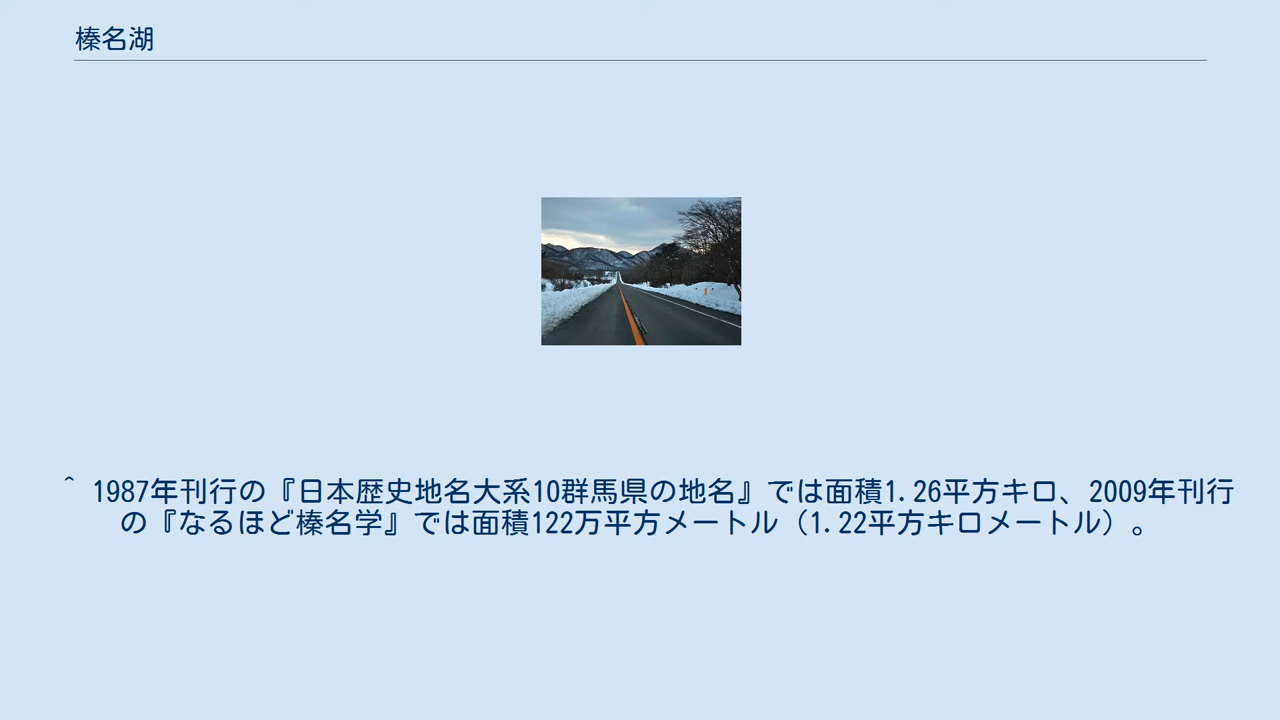 榛名湖
^ 1987年刊行の『日本歴史地名大系10群馬県の地名』では面積1.26平方キロ、2009年刊行
の『なるほど榛名学』では面積122万平方メートル（1.22平方キロメートル）。